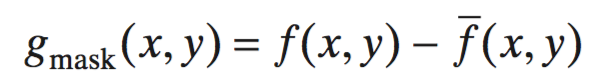 g_mask(x, y) = f(x, y) − f̅(x, y)